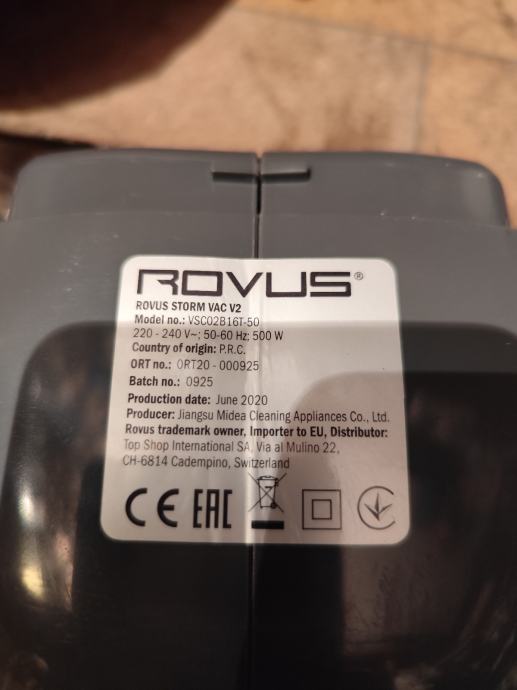 ROVUS®
ROVUS STORM VAC V2
Model no.: VSC02B16T-50
220 - 240 V~; 50-60 Hz; 500 W
Country of origin: P.R.C.
ORT no.: ORT20 - 000925
Batch no.: 0925
Production date: June 2020
Producer: Jiangsu Midea Cleaning Appliances Co., Ltd.
Rovus trademark owner, Importer to EU, Distributor:
Top Shop International SA, Via al Mulino 22,
CH-6814 Cadempino, Switzerland
CE EAC